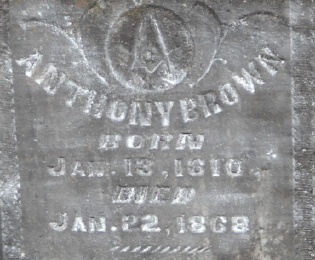 ANTHONY BROWN
BORN
JAN. 13, 1810.
DIED
JAN. 22, 1868